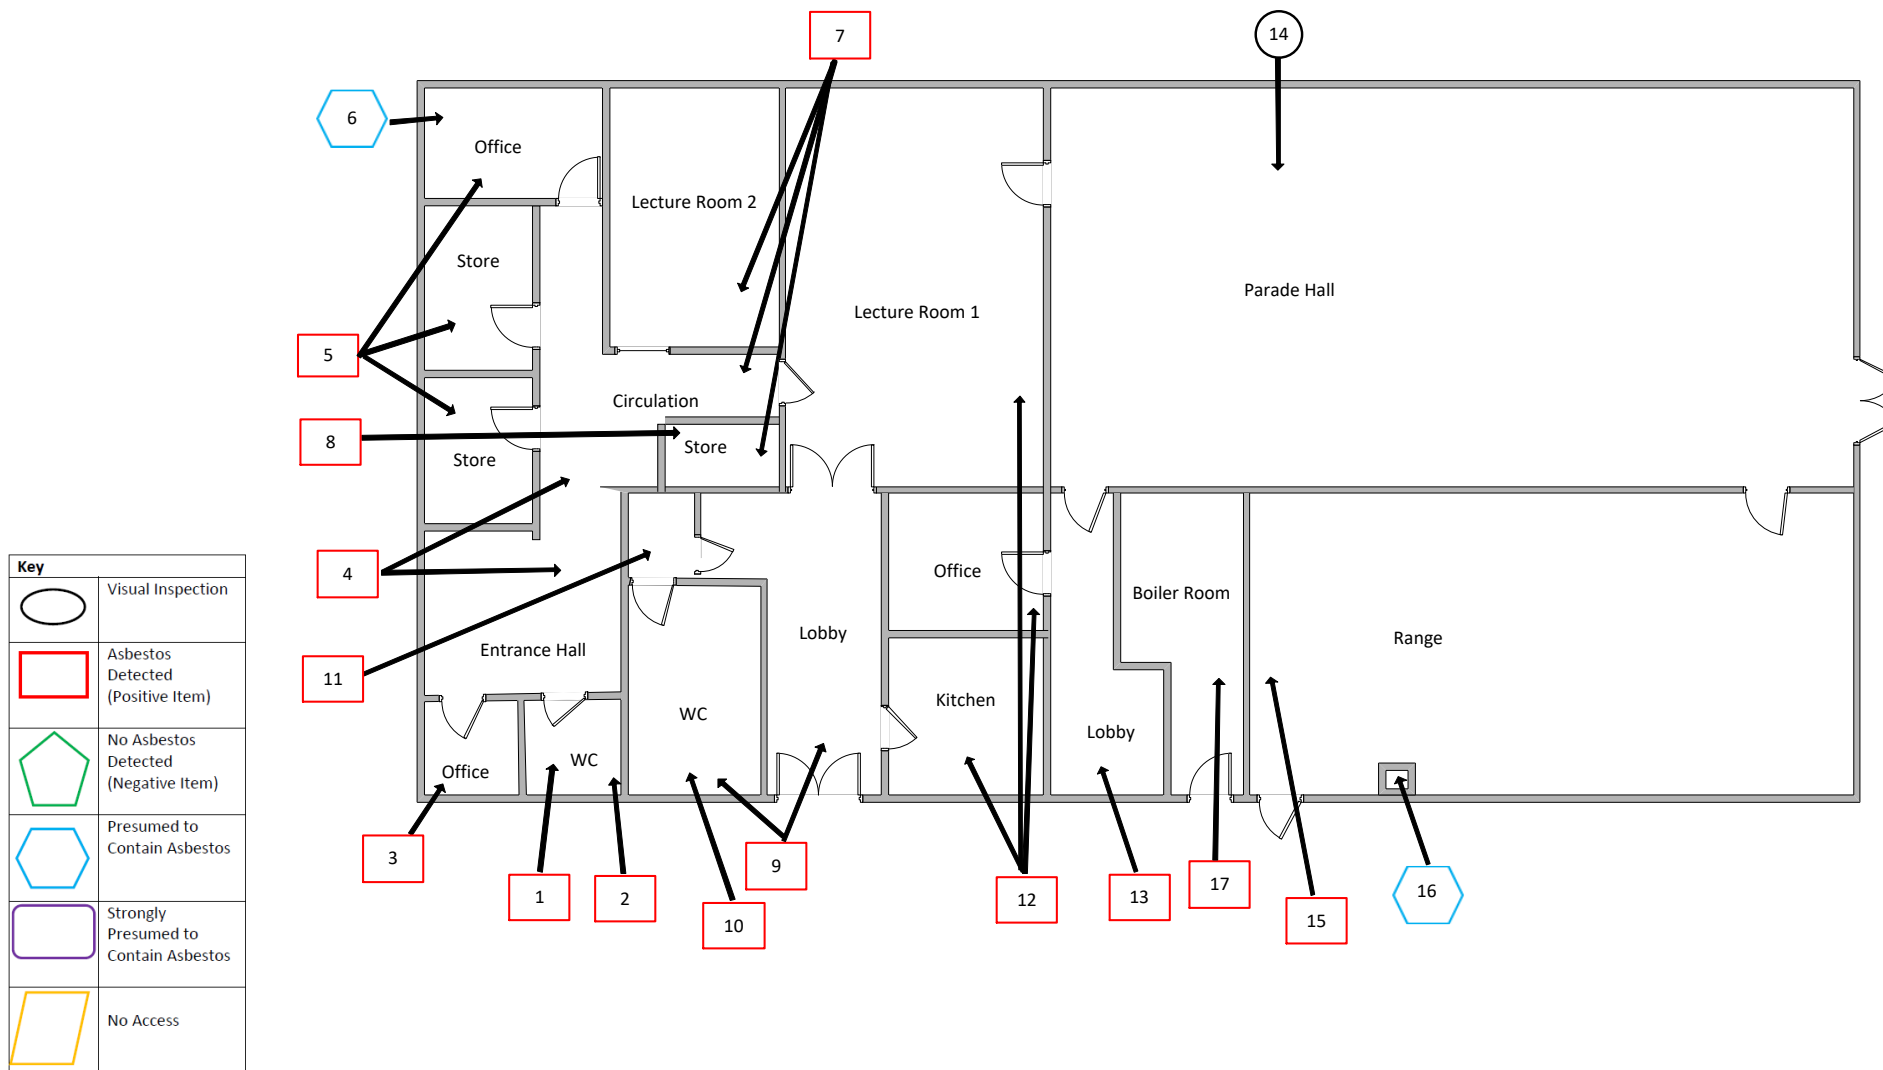 7
14
6
Office
Lecture Room 2
Store
Parade Hall
Lecture Room 1
5
Circulation
8
Store
Store
4
Office
Boiler Room
Lobby
Range
Entrance Hall
11
Kitchen
WC
Lobby
WC
Office
3
9
1
2
10
12
13
17
15
16
Key
Visual Inspection
Asbestos
Detected
(Positive Item)
No Asbestos
Detected
(Negative Item)
Presumed to
Contain Asbestos
Strongly
Presumed to
Contain Asbestos
No Access